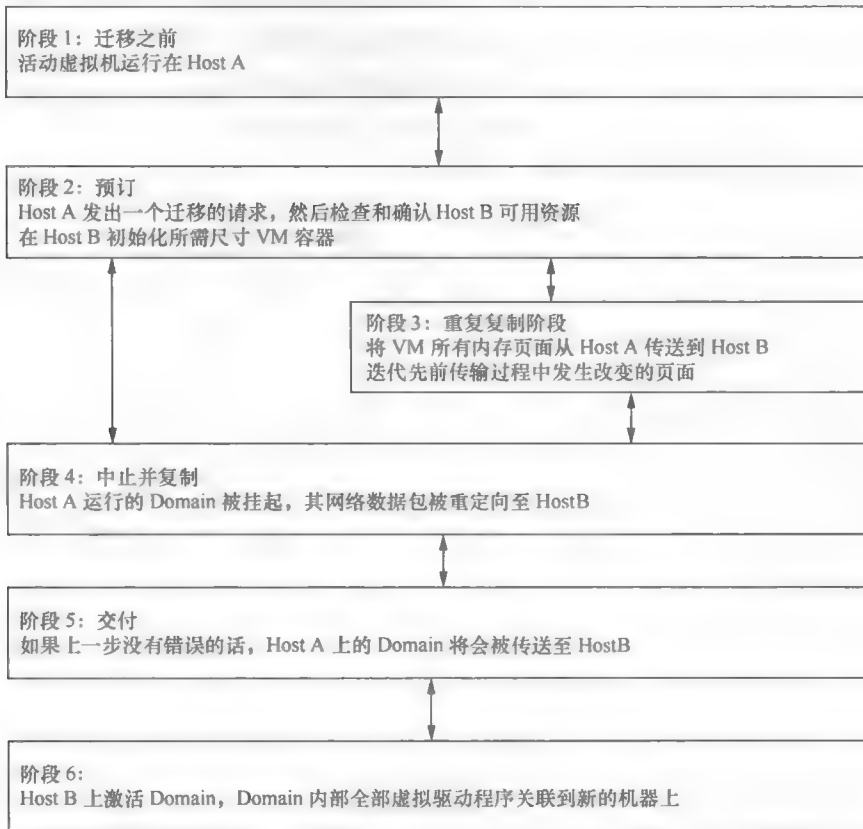 阶段 1：迁移之前
活动虚拟机运行在 Host A
阶段 2：预订
Host A 发出一个迁移的请求，然后检查和确认 Host B 可用资源
在 Host B 初始化所需尺寸 VM 容器
阶段 3：重复复制阶段
将 VM 所有内存页面从 Host A 传送到 Host B
迭代先前传输过程中发生改变的页面
阶段 4：中止并复制
Host A 运行的 Domain 被挂起，其网络数据包被重定向至 HostB
阶段 5：交付
如果上一步没有错误的话，Host A 上的 Domain 将会被传送至 HostB
阶段 6：
Host B 上激活 Domain，Domain 内部全部虚拟驱动程序关联到新的机器上